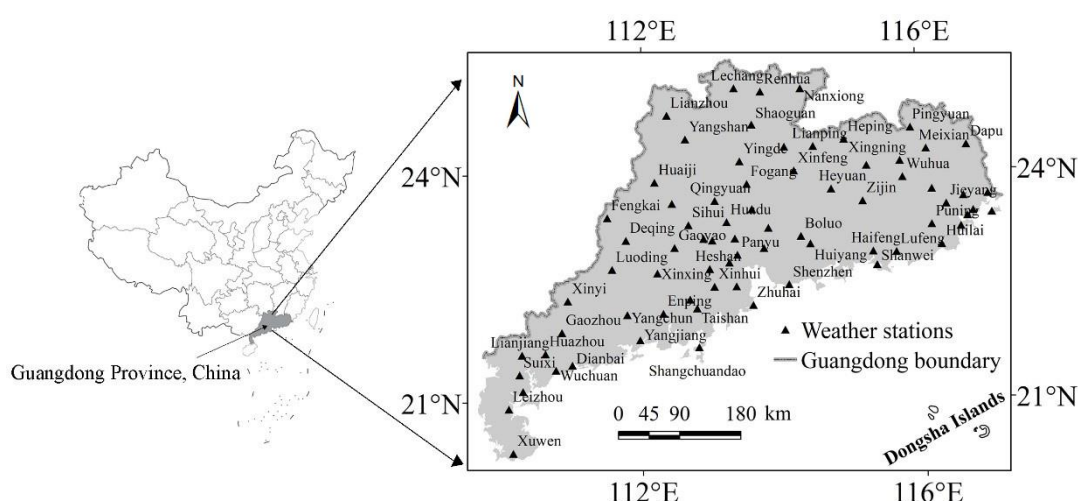 112°E
116°E
N
Lechang
Renhua
Nanxiong
Lianzhou
Shaoguan
Pingyuan
Yangshan
Lianping
Heping
Meixian
Dapu
Yingde
Xinfeng
Xingning
24°N
24°N
Huaiji
Fogang
Heyuan
Wuhua
Qingyuan
Zijin
Jieyang
Fengkai
Sihui
Huadu
Puning
Deqing
Gaoyao
Panyu
Boluo
Huilai
Luoding
Heshan
Huiyang
Haifeng
Lufeng
Xinxing
Xinhui
Shenzhen
Shanwei
Xinyi
Enping
Zhuhai
Gaozhou
Yangchun
Taishan
Weather stations
Lianjiang
Huazhou
Yangjiang
Guangdong boundary
Suixi
Dianbai
Guangdong Province, China
Wuchuan
Shangchuandao
Leizhou
21°N
21°N
0 45 90 180 km
Dongsha Islands
Xuwen
112°E
116°E